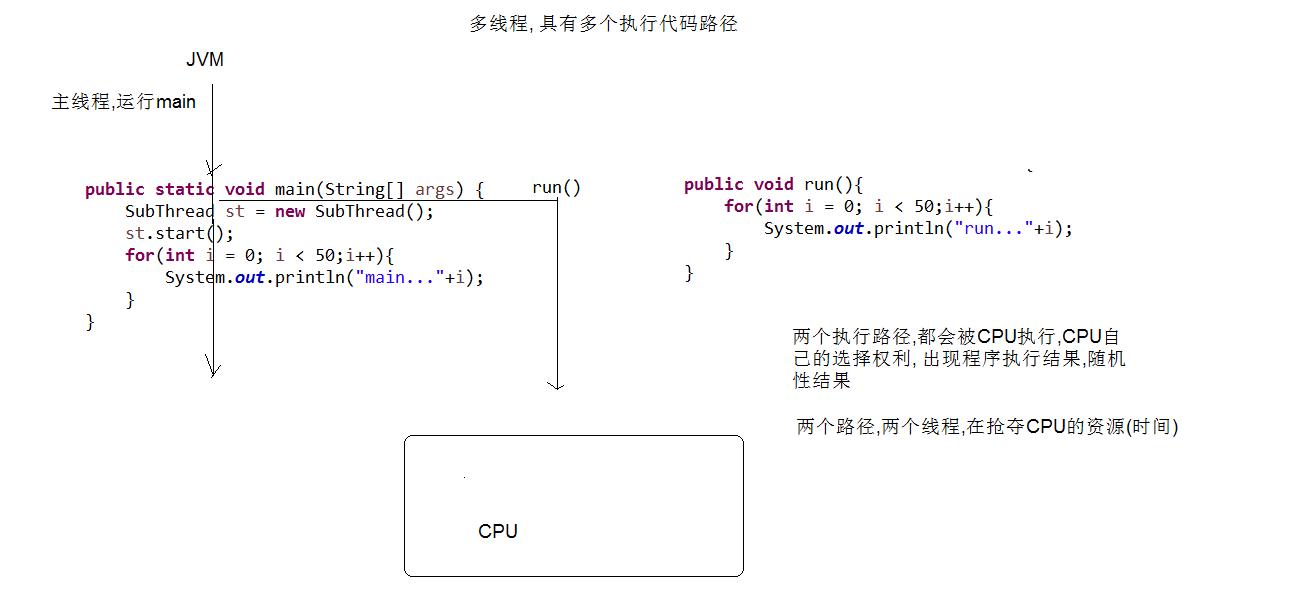 多线程, 具有多个执行代码路径
JVM
主线程,运行main
public static void main(String[] args) {
SubThread st = new SubThread();
st.start();
for(int i = 0; i < 50;i++){
System.out.println("main..."+i);
}
}
run()
public void run(){
for(int i = 0; i < 50;i++){
System.out.println("run..."+i);
}
}
两个执行路径,都会被CPU执行,CPU自
己的选择权利, 出现程序执行结果,随机
性结果
两个路径,两个线程,在抢夺CPU的资源(时间)
CPU